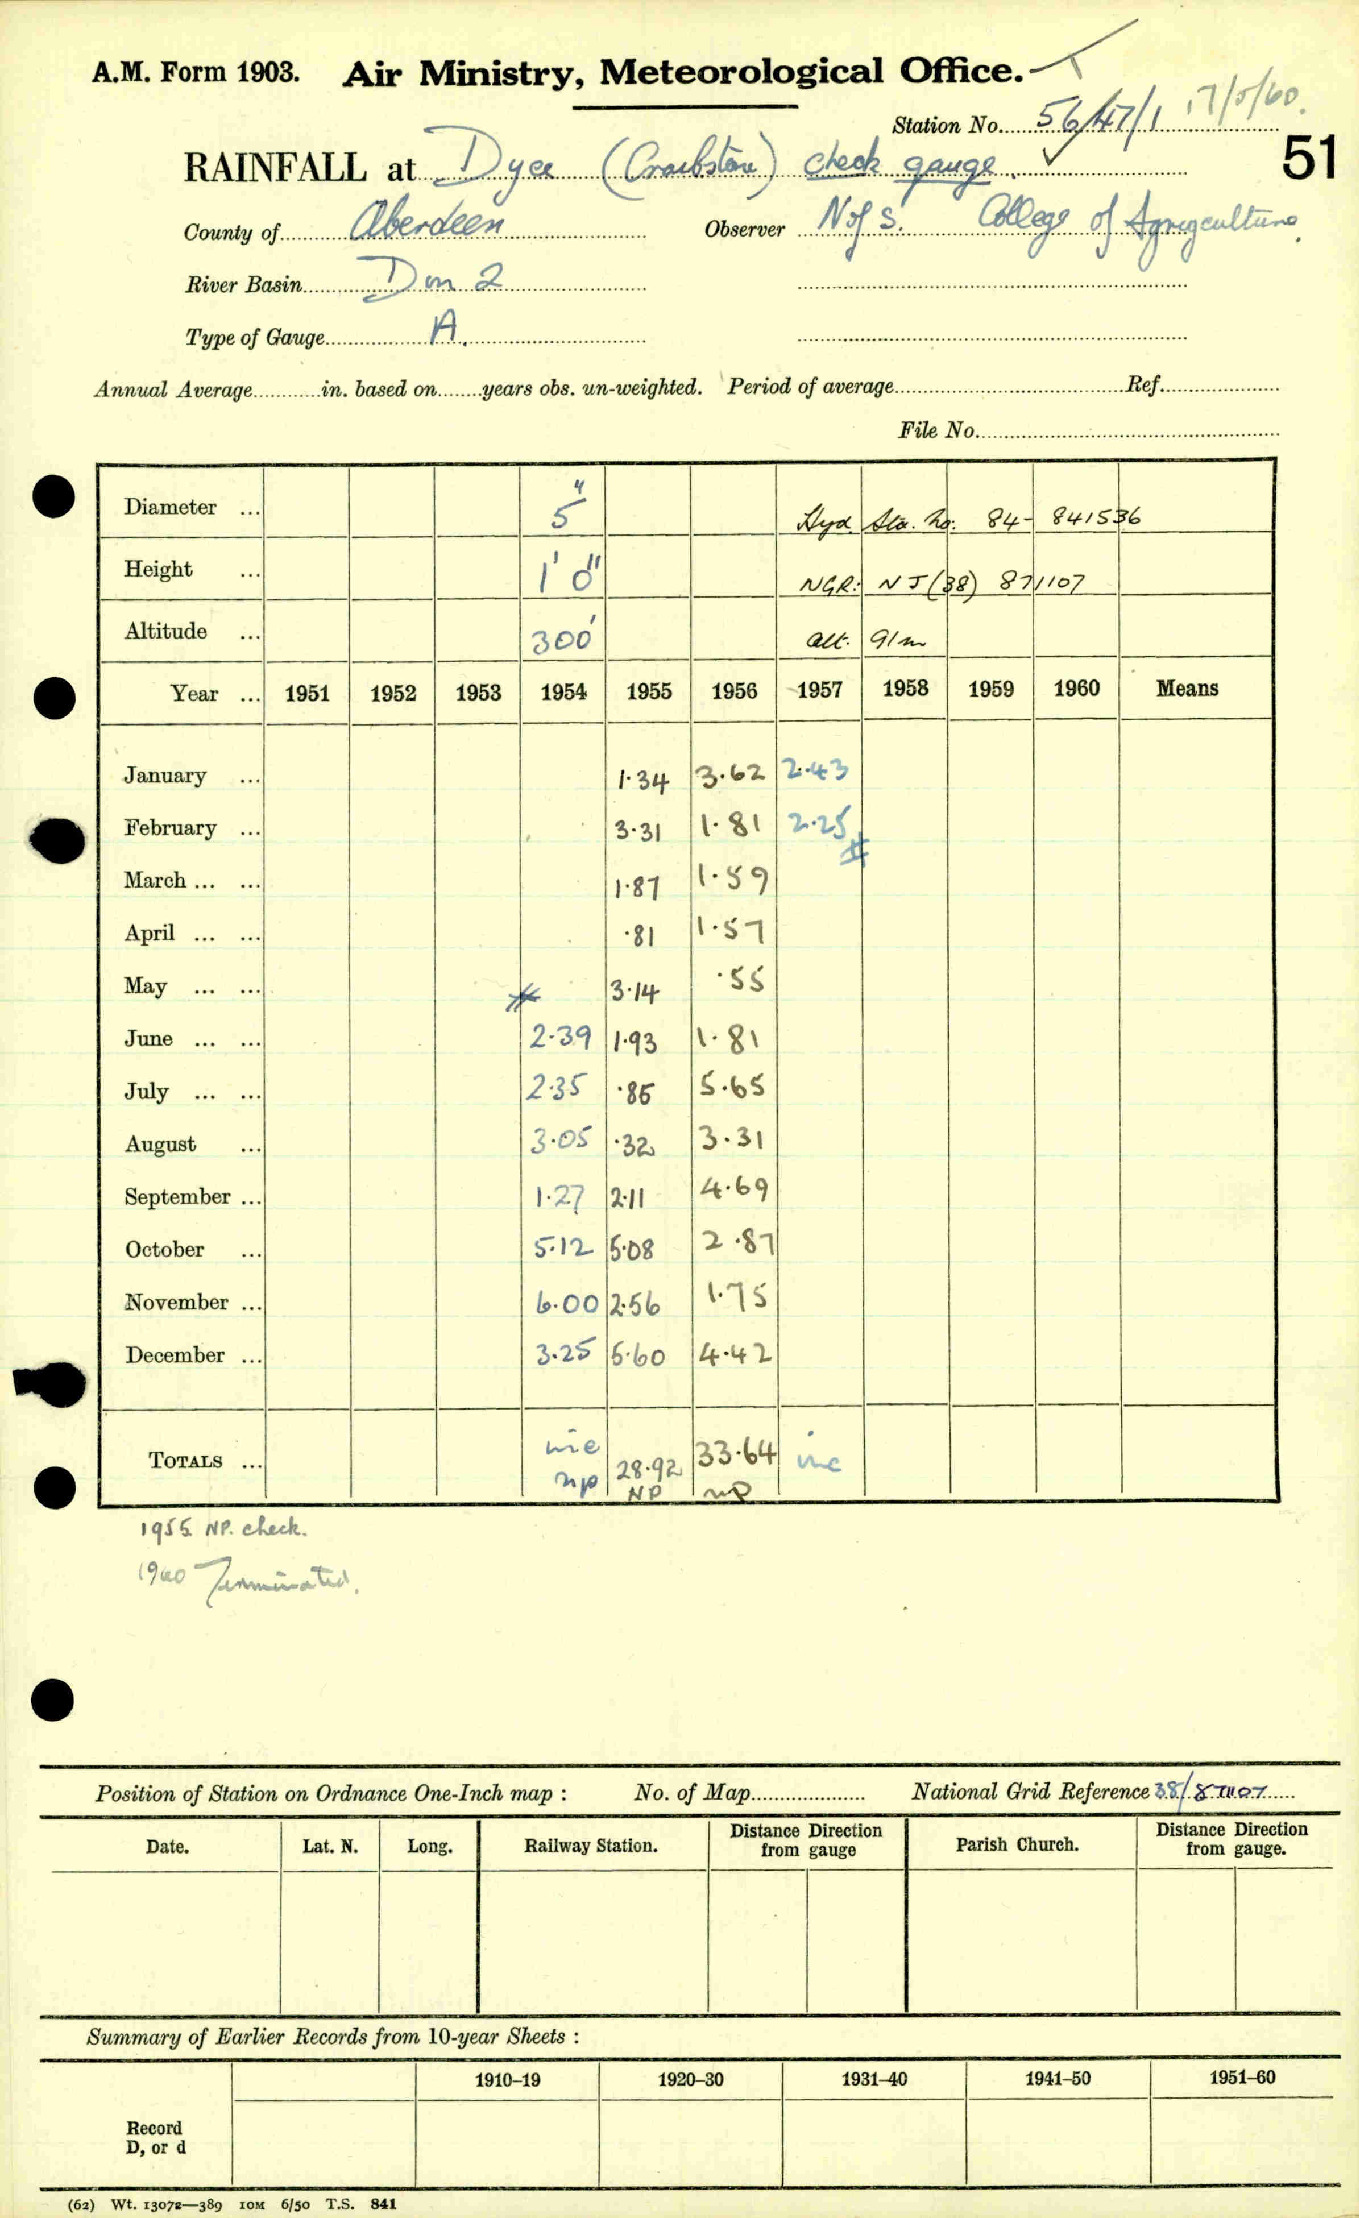 A.M. Form 1903. Air Ministry, Meteorological Office.
Station No. 56/47/1 17/5/60.
RAINFALL at Dyce (Craibstone) check gauge. 51
County of Aberdeen Observer N of S. College of Agriculture.
River Basin Don 2
Type of Gauge A.
Annual Average in. based on years obs. un-weighted. Period of average Ref.
File No.
Diameter ... 5" Hyd. Sta. No. 84- 841536
Height ... 1' 0" NGR: NJ (38) 871107
Altitude ... 300' alt. 91m
Year ... 1951 1952 1953 1954 1955 1956 1957 1958 1959 1960 Means
January ... 1.34 3.62 2.43
February ... 3.31 1.81 2.25
March ... ... 1.87 1.59
April ... ... .81 1.57
May ... ... 3.14 .55
June ... ... 2.39 1.93 1.81
July ... ... 2.35 .85 5.65
August ... 3.05 .32 3.31
September ... 1.27 2.11 4.69
October ... 5.12 5.08 2.87
November ... 6.00 2.56 1.75
December ... 3.25 5.60 4.42
TOTALS ... inc 28.92 33.64 inc
np NP np
1955 NP. check.
1960 Terminated.
Position of Station on Ordnance One-Inch map : No. of Map National Grid Reference 38/871107
Date. Lat. N. Long. Railway Station. Distance Direction from gauge Parish Church. Distance Direction from gauge.
Summary of Earlier Records from 10-year Sheets :
1910–19 1920–30 1931–40 1941–50 1951–60
Record
D, or d
(62) Wt. 13072—389 10M 6/50 T.S. 841